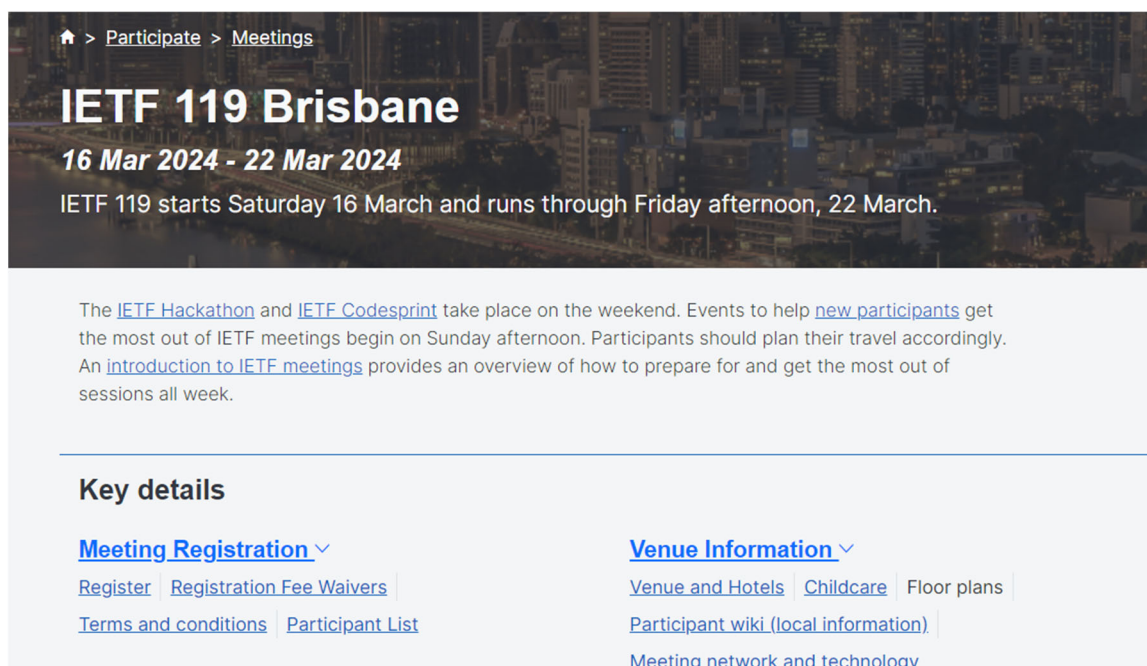 > Participate > Meetings
IETF 119 Brisbane
16 Mar 2024 - 22 Mar 2024
IETF 119 starts Saturday 16 March and runs through Friday afternoon, 22 March.
The IETF Hackathon and IETF Codesprint take place on the weekend. Events to help new participants get
the most out of IETF meetings begin on Sunday afternoon. Participants should plan their travel accordingly.
An introduction to IETF meetings provides an overview of how to prepare for and get the most out of
sessions all week.
Key details
Meeting Registration
Register Registration Fee Waivers
Terms and conditions Participant List
Venue Information
Venue and Hotels Childcare Floor plans
Participant wiki (local information)
Meeting network and technology